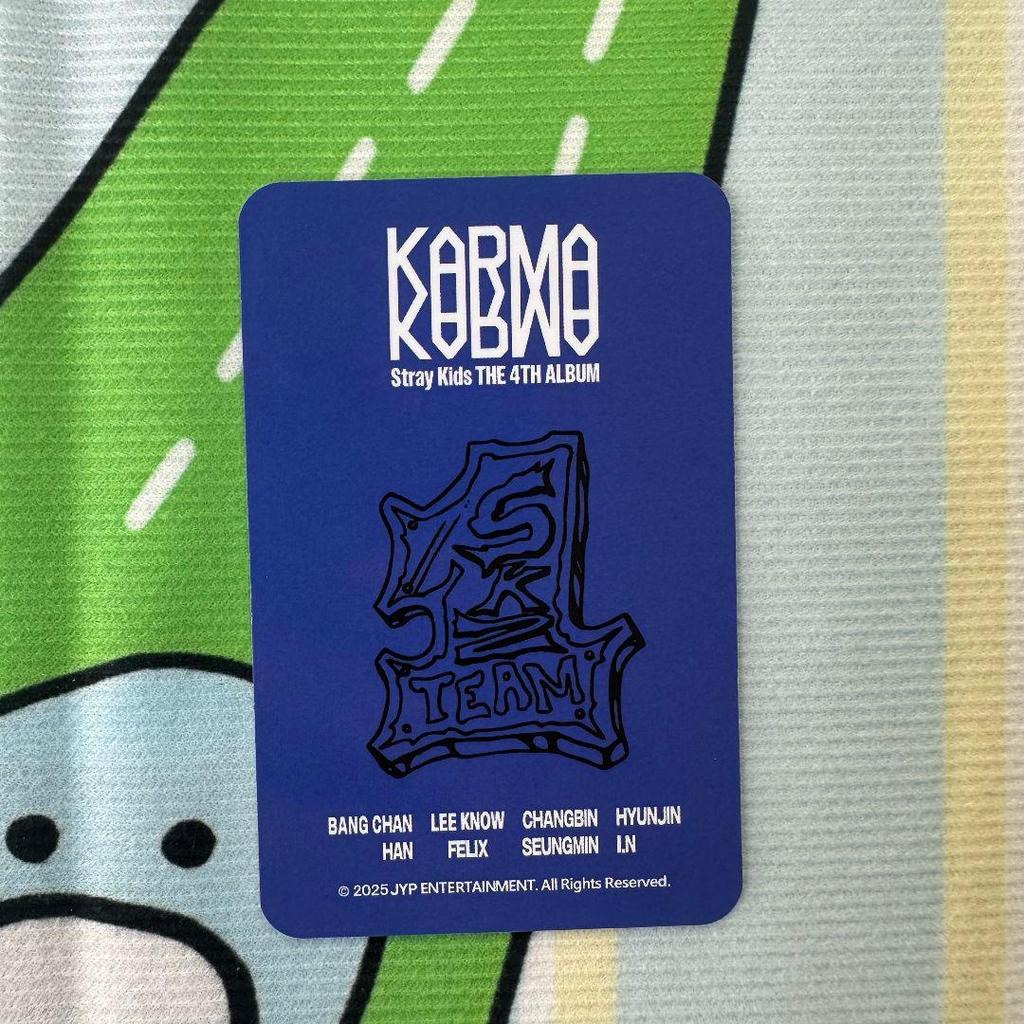 KARMA
KARMA
Stray Kids THE 4TH ALBUM
SKZ
TEAM
BANG CHAN LEE KNOW CHANGBIN HYUNJIN
HAN FELIX SEUNGMIN I.N
© 2025 JYP ENTERTAINMENT. All Rights Reserved.